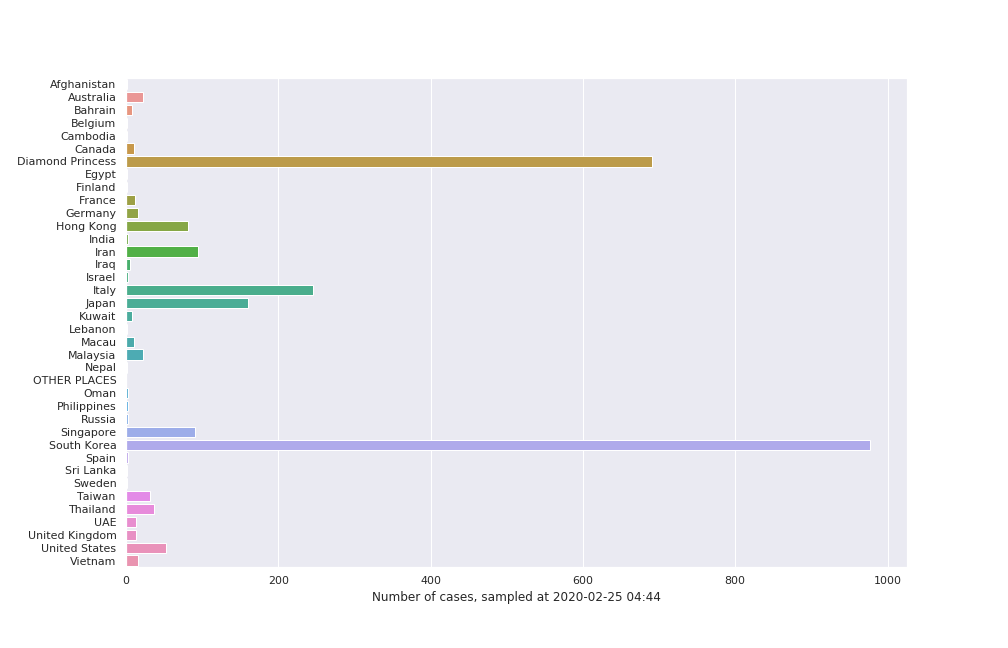 Afghanistan
Australia
Bahrain
Belgium
Cambodia
Canada
Diamond Princess
Egypt
Finland
France
Germany
Hong Kong
India
Iran
Iraq
Israel
Italy
Japan
Kuwait
Lebanon
Macau
Malaysia
Nepal
OTHER PLACES
Oman
Philippines
Russia
Singapore
South Korea
Spain
Sri Lanka
Sweden
Taiwan
Thailand
UAE
United Kingdom
United States
Vietnam
0 200 400 600 800 1000
Number of cases, sampled at 2020-02-25 04:44